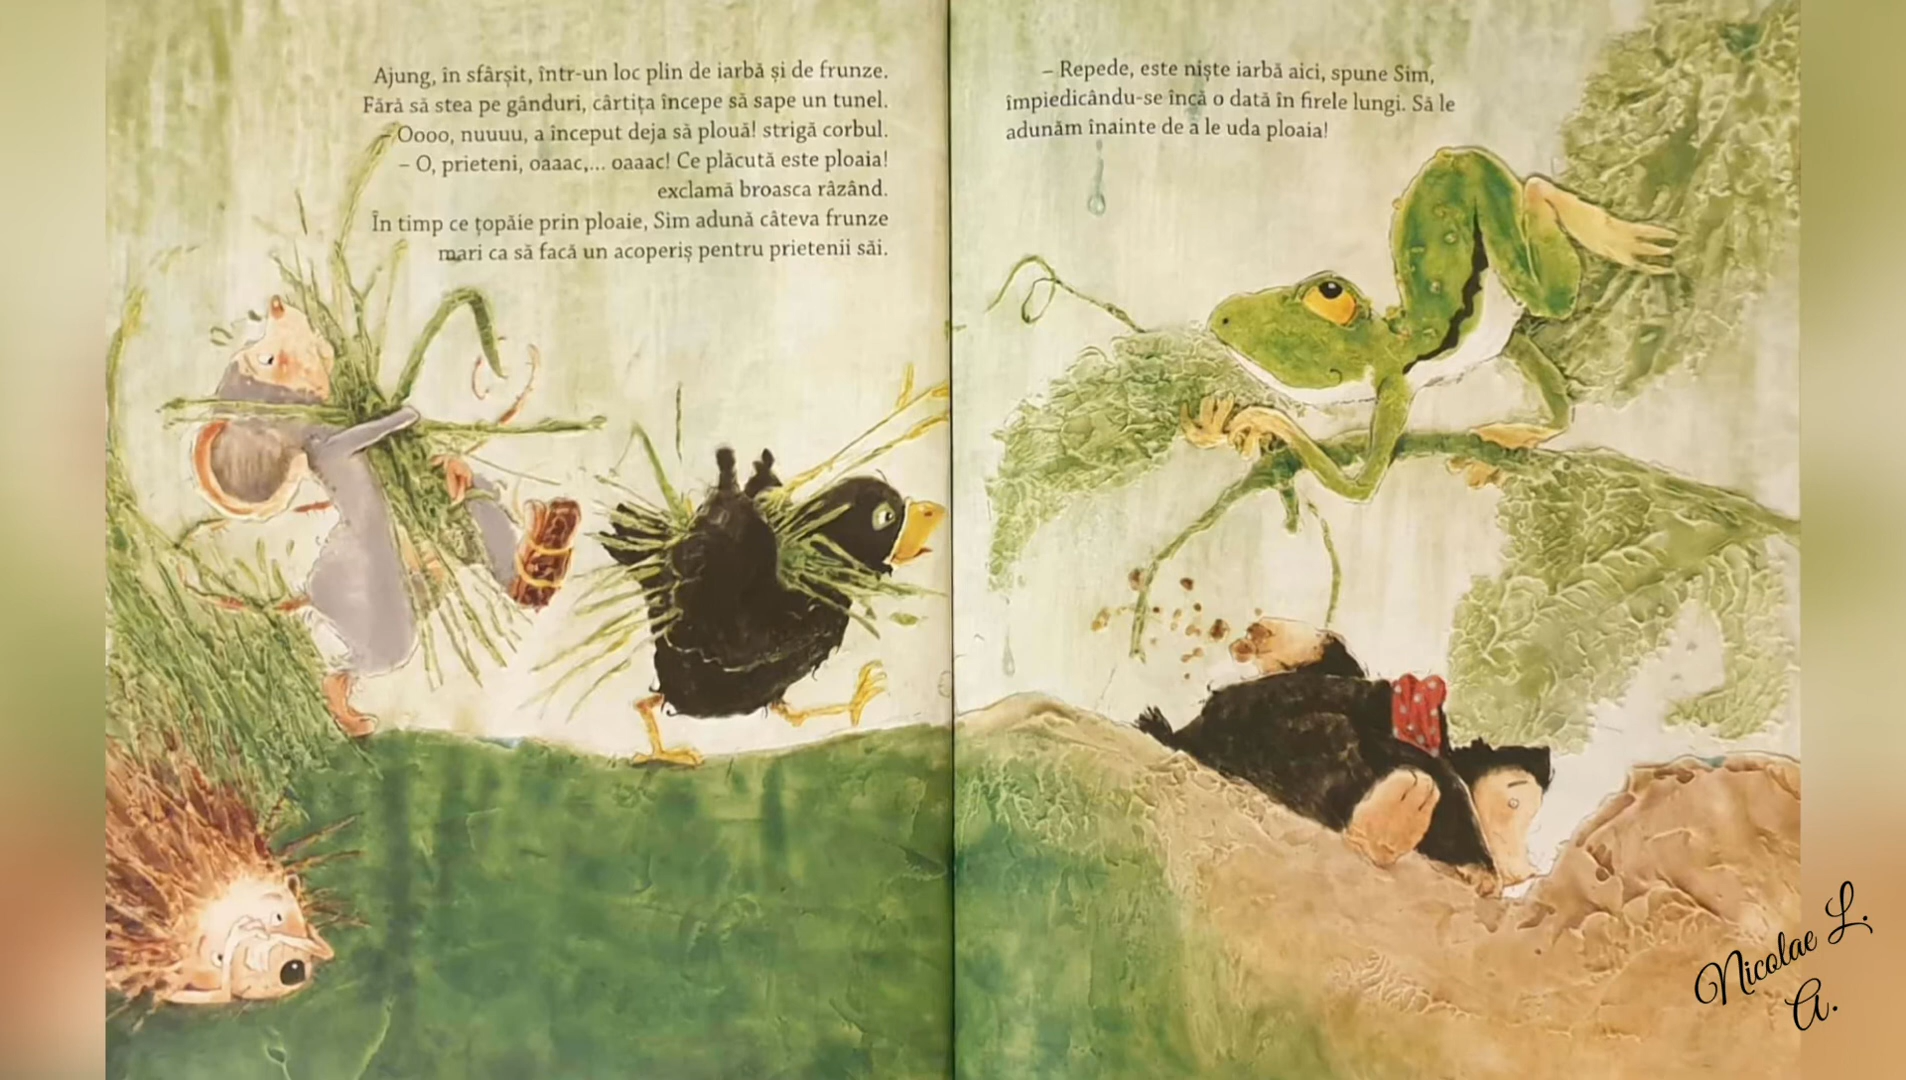 Ajung, în sfârșit, într-un loc plin de iarbă și de frunze.
Fără să stea pe gânduri, cârtița începe să sape un tunel.
– Oooo, nuuuu, a început deja să plouă! strigă corbul.
– O, prieteni, oaaac,... oaaac! Ce plăcută este ploaia!
exclamă broasca râzând.
În timp ce țopăie prin ploaie, Sim adună câteva frunze
mari ca să facă un acoperiș pentru prietenii săi.
– Repede, este niște iarbă aici, spune Sim,
împiedicându-se încă o dată în firele lungi. Să le
adunăm înainte de a le uda ploaia!
Nicolae L.
A.